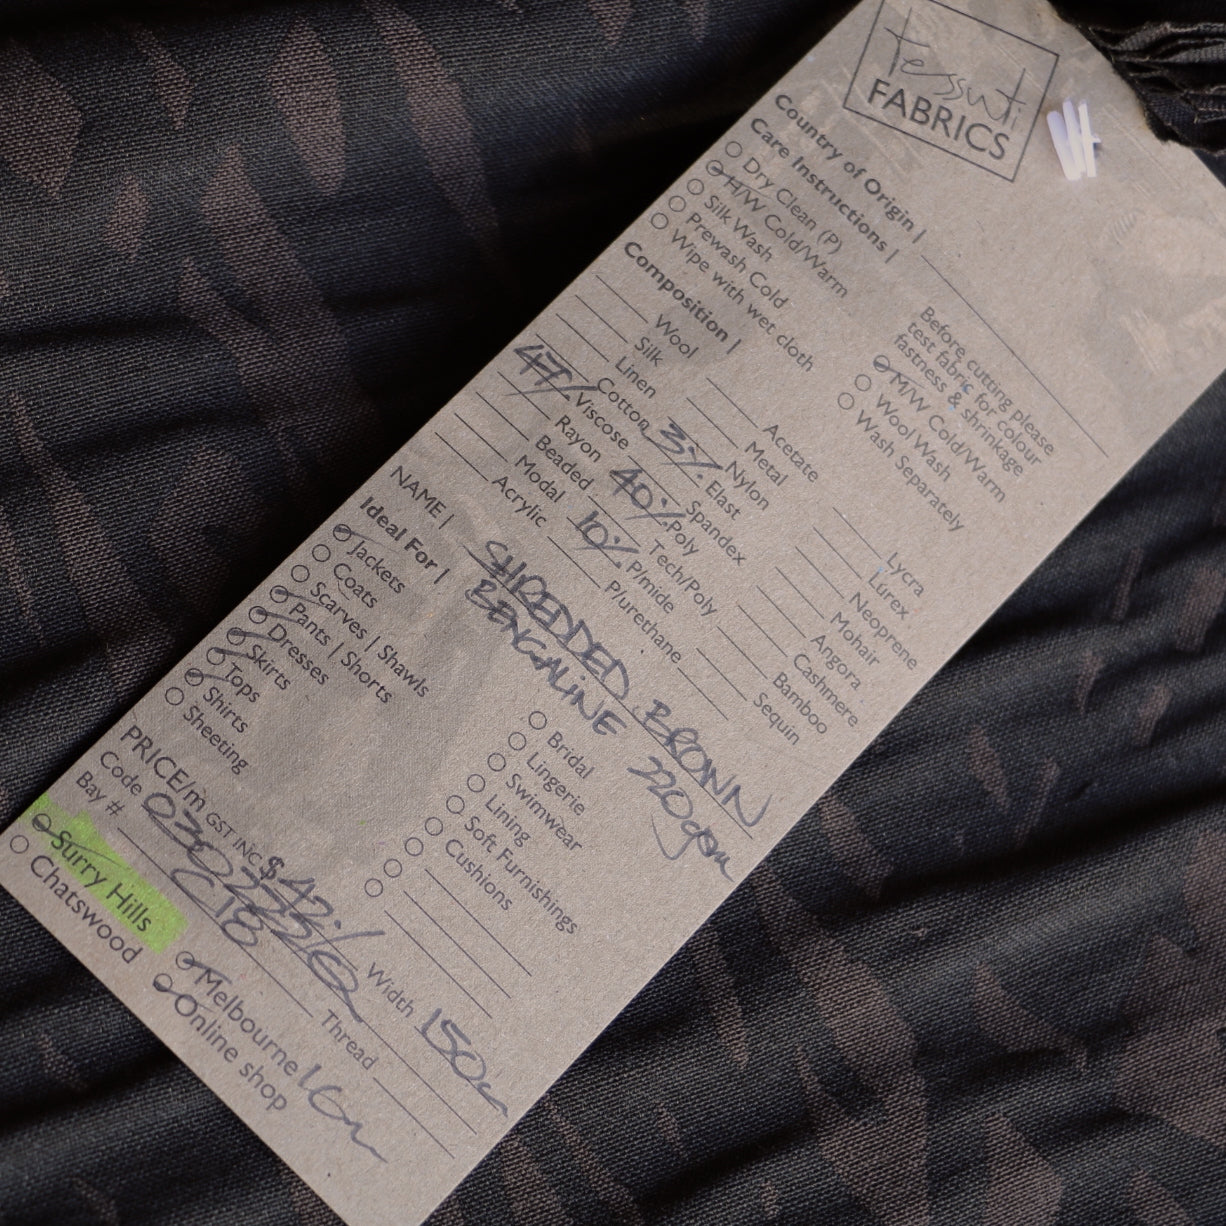 Tessuti
FABRICS
Country of Origin |
Care Instructions |
Dry Clean (P)
H/W Cold/Warm
Silk Wash
Prewash Cold
Wipe with wet cloth
Before cutting please
test fabric for colour
fastness & shrinkage
M/W Cold/Warm
Wool Wash
Wash Separately
Composition |
Wool
Silk
Linen
Cotton
47% Viscose
Rayon
Beaded
Modal
Acrylic
Acetate
Metal
Nylon
3% Elast
Spandex
40% Poly
Tech/Poly
10% P/mide
P/urethane
Lycra
Lurex
Neoprene
Mohair
Angora
Cashmere
Bamboo
Sequin
NAME | SHREDDED BROWN
BENGALINE 220gsm
Ideal For |
Jackets
Coats
Scarves | Shawls
Pants | Shorts
Dresses
Skirts
Tops
Shirts
Sheeting
Bridal
Lingerie
Swimwear
Lining
Soft Furnishings
Cushions
PRICE/m GST INC $42.
Width 150
Code
Thread
Bay # C18
Surry Hills
Chatswood
Melbourne
Online shop